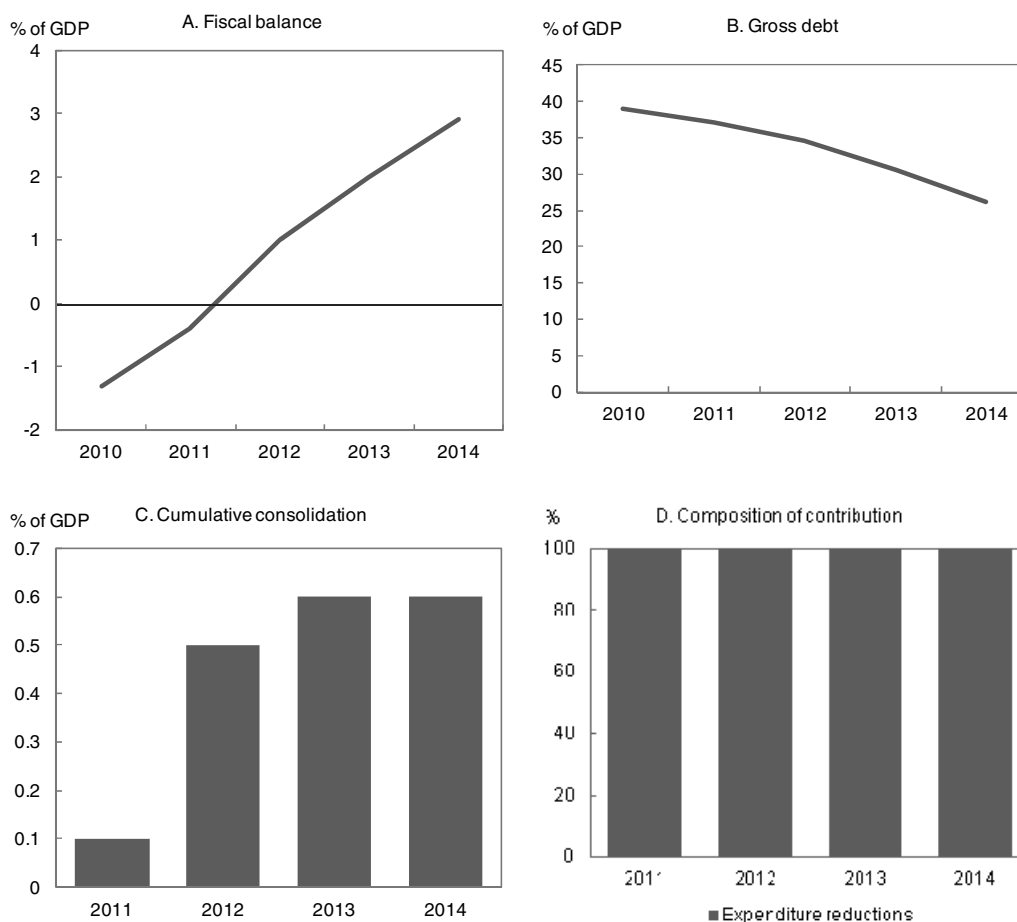 A. Fiscal balance
% of GDP
4
3
2
1
0
-1
-2
2010 2011 2012 2013 2014
B. Gross debt
% of GDP
45
40
35
30
25
20
15
10
5
0
2010 2011 2012 2013 2014
C. Cumulative consolidation
% of GDP
0.7
0.6
0.5
0.4
0.3
0.2
0.1
0
2011 2012 2013 2014
D. Composition of contribution
%
100
80
60
40
20
0
2011 2012 2013 2014
Expenditure reductions